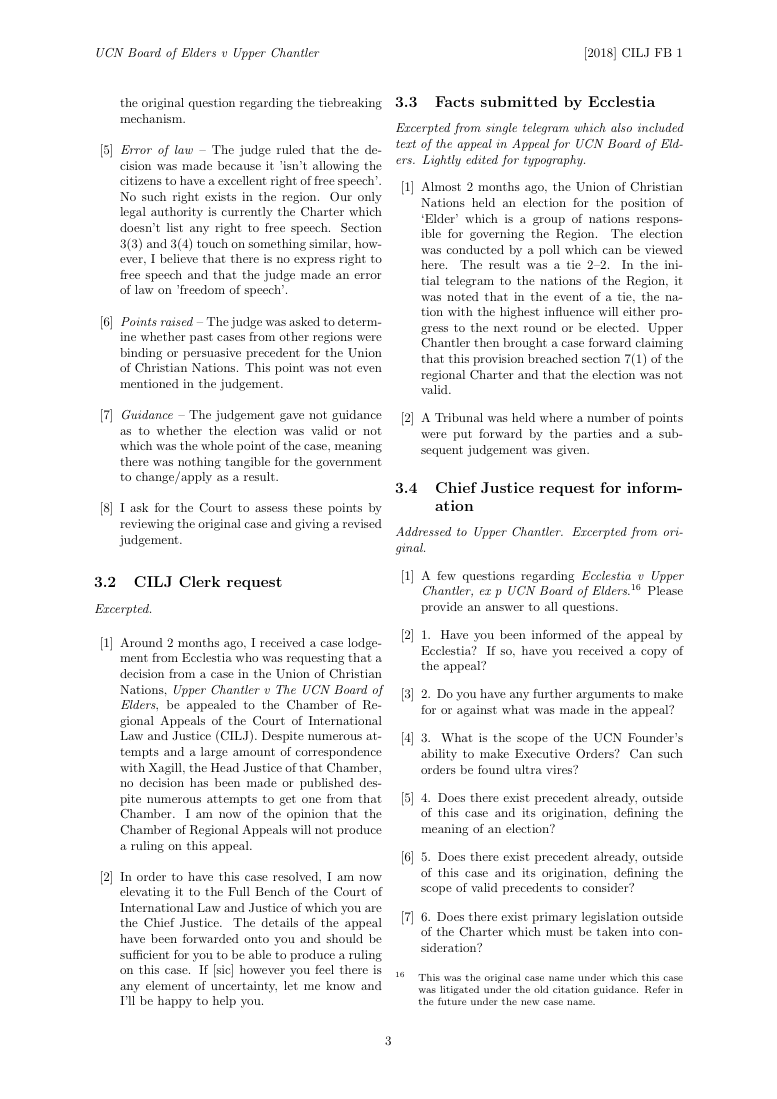 UCN Board of Elders v Upper Chantler
[2018] CILJ FB 1
the original question regarding the tiebreaking
mechanism.
[5] Error of law – The judge ruled that the de-
cision was made because it 'isn't allowing the
citizens to have a excellent right of free speech'.
No such right exists in the region. Our only
legal authority is currently the Charter which
doesn't list any right to free speech. Section
3(3) and 3(4) touch on something similar, how-
ever, I believe that there is no express right to
free speech and that the judge made an error
of law on 'freedom of speech'.
[6] Points raised – The judge was asked to determ-
ine whether past cases from other regions were
binding or persuasive precedent for the Union
of Christian Nations. This point was not even
mentioned in the judgement.
[7] Guidance – The judgement gave not guidance
as to whether the election was valid or not
which was the whole point of the case, meaning
there was nothing tangible for the government
to change/apply as a result.
[8] I ask for the Court to assess these points by
reviewing the original case and giving a revised
judgement.
3.2 CILJ Clerk request
Excerpted.
[1] Around 2 months ago, I received a case lodge-
ment from Ecclestia who was requesting that a
decision from a case in the Union of Christian
Nations, Upper Chantler v The UCN Board of
Elders, be appealed to the Chamber of Re-
gional Appeals of the Court of International
Law and Justice (CILJ). Despite numerous at-
tempts and a large amount of correspondence
with Xagill, the Head Justice of that Chamber,
no decision has been made or published des-
pite numerous attempts to get one from that
Chamber. I am now of the opinion that the
Chamber of Regional Appeals will not produce
a ruling on this appeal.
[2] In order to have this case resolved, I am now
elevating it to the Full Bench of the Court of
International Law and Justice of which you are
the Chief Justice. The details of the appeal
have been forwarded onto you and should be
sufficient for you to be able to produce a ruling
on this case. If [sic] however you feel there is
any element of uncertainty, let me know and
I'll be happy to help you.
3.3 Facts submitted by Ecclestia
Excerpted from single telegram which also included
text of the appeal in Appeal for UCN Board of Eld-
ers. Lightly edited for typography.
[1] Almost 2 months ago, the Union of Christian
Nations held an election for the position of
‘Elder’ which is a group of nations respons-
ible for governing the Region. The election
was conducted by a poll which can be viewed
here. The result was a tie 2–2. In the ini-
tial telegram to the nations of the Region, it
was noted that in the event of a tie, the na-
tion with the highest influence will either pro-
gress to the next round or be elected. Upper
Chantler then brought a case forward claiming
that this provision breached section 7(1) of the
regional Charter and that the election was not
valid.
[2] A Tribunal was held where a number of points
were put forward by the parties and a sub-
sequent judgement was given.
3.4 Chief Justice request for inform-
ation
Addressed to Upper Chantler. Excerpted from ori-
ginal.
[1] A few questions regarding Ecclestia v Upper
Chantler, ex p UCN Board of Elders.16 Please
provide an answer to all questions.
[2] 1. Have you been informed of the appeal by
Ecclestia? If so, have you received a copy of
the appeal?
[3] 2. Do you have any further arguments to make
for or against what was made in the appeal?
[4] 3. What is the scope of the UCN Founder's
ability to make Executive Orders? Can such
orders be found ultra vires?
[5] 4. Does there exist precedent already, outside
of this case and its origination, defining the
meaning of an election?
[6] 5. Does there exist precedent already, outside
of this case and its origination, defining the
scope of valid precedents to consider?
[7] 6. Does there exist primary legislation outside
of the Charter which must be taken into con-
sideration?
16 This was the original case name under which this case
was litigated under the old citation guidance. Refer in
the future under the new case name.
3